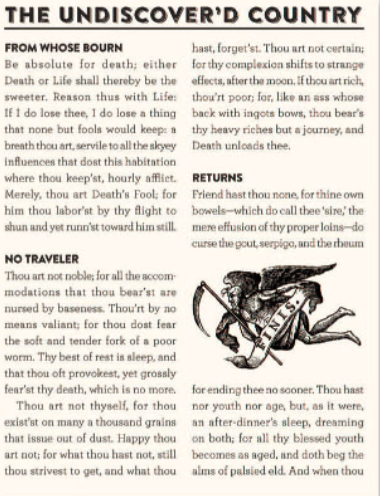 THE UNDISCOVER'D COUNTRY
FROM WHOSE BOURN
Be absolute for death; either
Death or Life shall thereby be the
sweeter. Reason thus with Life:
If I do lose thee, I do lose a thing
that none but fools would keep: a
breath thou art, servile to all the skyey
influences that dost this habitation
where thou keep'st, hourly afflict.
Merely, thou art Death's Fool; for
him thou labor'st by thy flight to
shun and yet runn'st toward him still.
NO TRAVELER
Thou art not noble; for all the accom-
modations that thou bear'st are
nursed by baseness. Thou'rt by no
means valiant; for thou dost fear
the soft and tender fork of a poor
worm. Thy best of rest is sleep, and
that thou oft provokest, yet grossly
fear'st thy death, which is no more.
Thou art not thyself, for thou
exist'st on many a thousand grains
that issue out of dust. Happy thou
art not; for what thou hast not, still
thou strivest to get, and what thou
hast, forget'st. Thou art not certain;
for thy complexion shifts to strange
effects, after the moon. If thou art rich,
thou'rt poor; for, like an ass whose
back with ingots bows, thou bear's
thy heavy riches but a journey, and
Death unloads thee.
RETURNS
Friend hast thou none, for thine own
bowels—which do call thee 'sire,' the
mere effusion of thy proper loins—do
curse the gout, serpigo, and the rheum
FINIS.
for ending thee no sooner. Thou hast
nor youth nor age, but, as it were,
an after-dinner's sleep, dreaming
on both; for all thy blessed youth
becomes as aged, and doth beg the
alms of palsied eld. And when thou